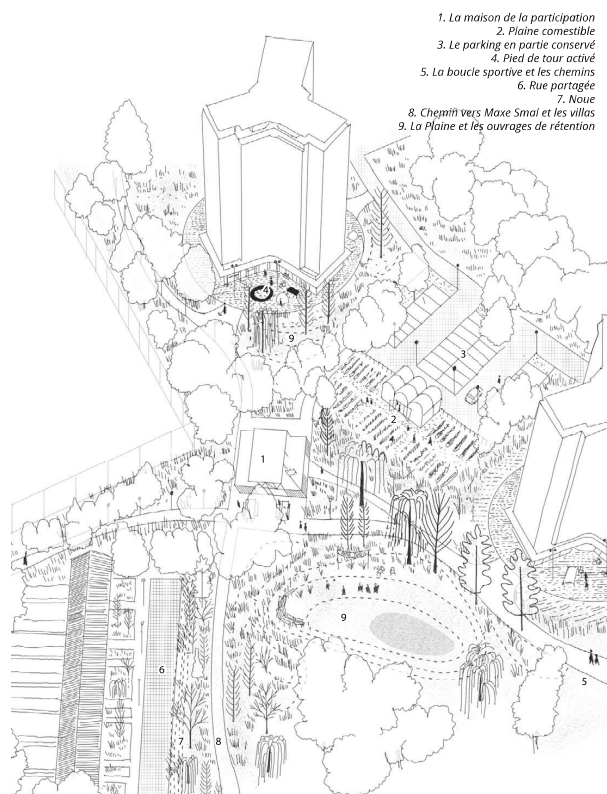 1. La maison de la participation
2. Plaine comestible
3. Le parking en partie conservé
4. Pied de tour activé
5. La boucle sportive et les chemins
6. Rue partagée
7. Noue
8. Chemin vers Maxe Smal et les villas
9. La Plaine et les ouvrages de rétention
4
9
3
2
1
9
6
5
7
8